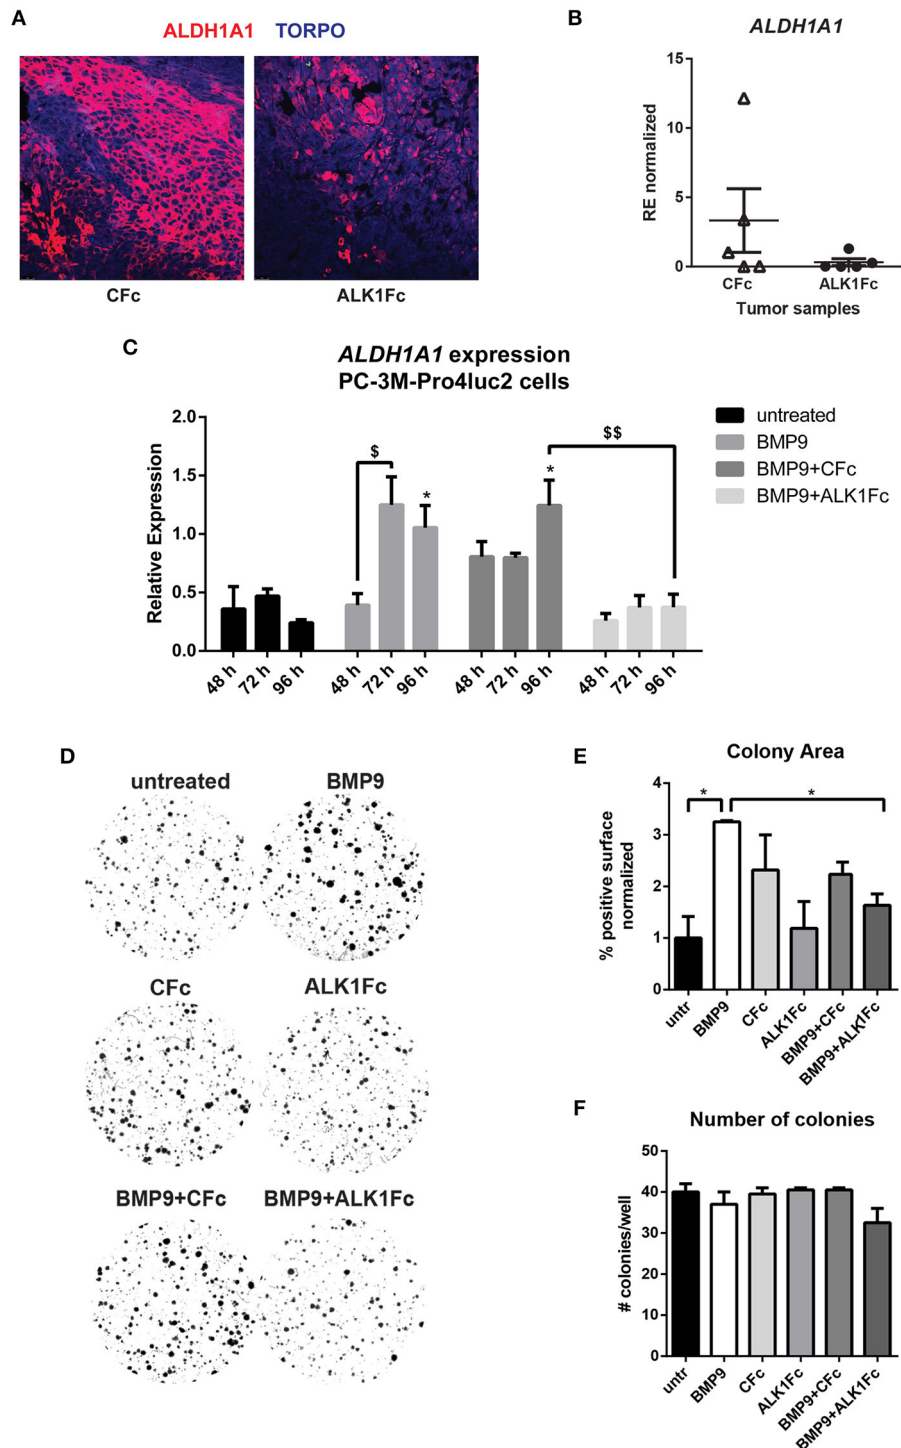 A
ALDH1A1 TORPO
CFc
ALK1Fc
B
ALDH1A1
RE normalized
15
10
5
0
CFc
ALK1Fc
Tumor samples
C
ALDH1A1 expression
PC-3M-Pro4luc2 cells
Relative Expression
2.0
1.5
1.0
0.5
0.0
$
*
*
$$
48 h
72 h
96 h
48 h
72 h
96 h
48 h
72 h
96 h
48 h
72 h
96 h
untreated
BMP9
BMP9+CFc
BMP9+ALK1Fc
D
untreated
BMP9
CFc
ALK1Fc
BMP9+CFc
BMP9+ALK1Fc
E
Colony Area
% positive surface
normalized
4
3
2
1
0
*
*
untr
BMP9
CFc
ALK1Fc
BMP9+CFc
BMP9+ALK1Fc
F
Number of colonies
# colonies/well
50
40
30
20
10
0
untr
BMP9
CFc
ALK1Fc
BMP9+CFc
BMP9+ALK1Fc